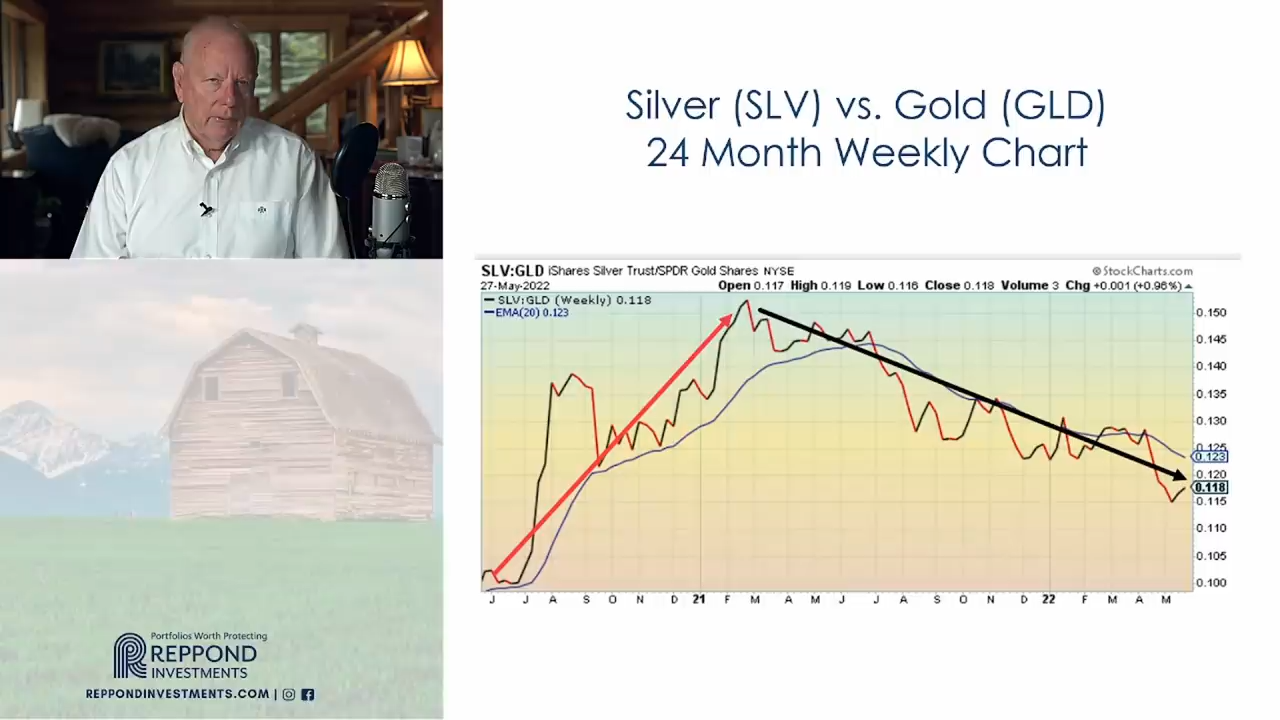 Silver (SLV) vs. Gold (GLD)
24 Month Weekly Chart
SLV:GLD iShares Silver Trust/SPDR Gold Shares NYSE
© StockCharts.com
27-May-2022
Open 0.117 High 0.119 Low 0.116 Close 0.118 Volume 3 Chg +0.001 (+0.96%)
SLV:GLD (Weekly) 0.118
EMA(20) 0.123
0.150
0.145
0.140
0.135
0.130
0.125
0.123
0.120
0.118
0.115
0.110
0.105
0.100
J J A S O N D 21 F M A M J J A S O N D 22 F M A M
Portfolios Worth Protecting
REPPOND
INVESTMENTS
REPPONDINVESTMENTS.COM |